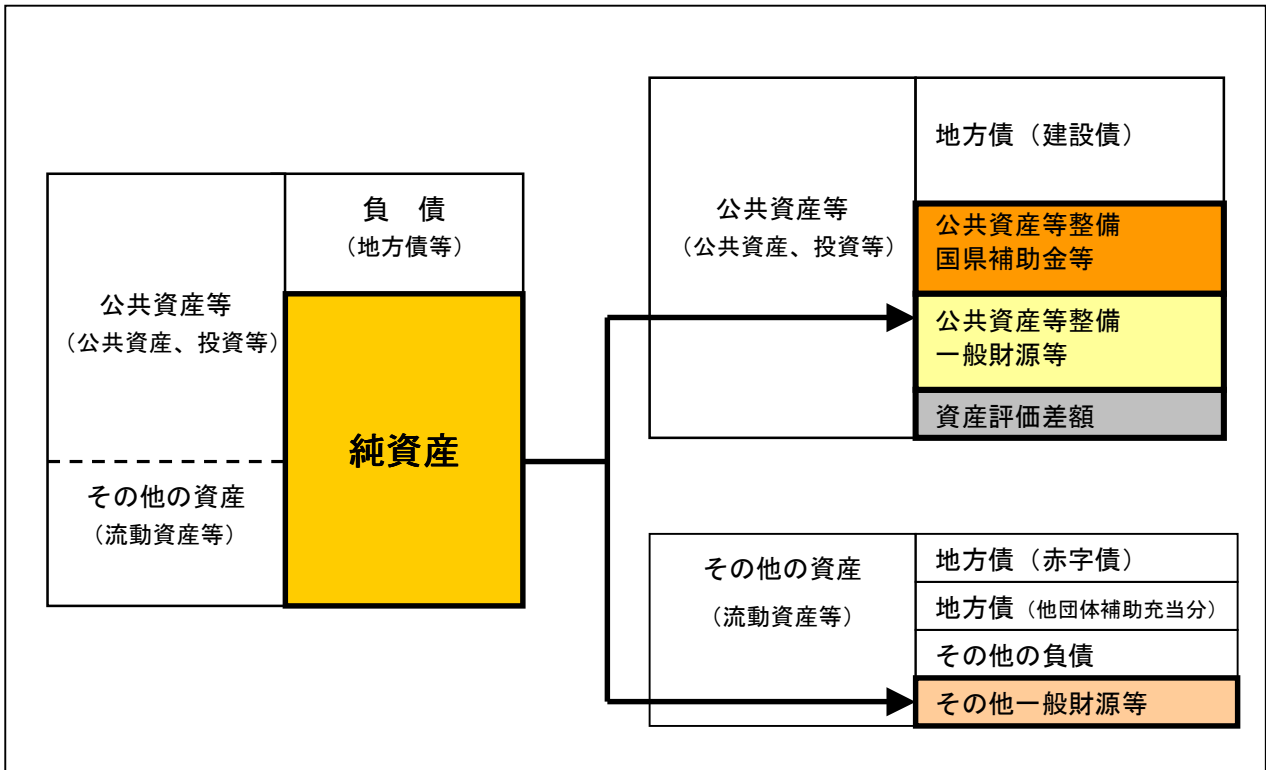 公共資産等
（公共資産、投資等）
その他の資産
（流動資産等）
負　債
（地方債等）
純資産
公共資産等
（公共資産、投資等）
地方債（建設債）
公共資産等整備
国県補助金等
公共資産等整備
一般財源等
資産評価差額
その他の資産
（流動資産等）
地方債（赤字債）
地方債（他団体補助充当分）
その他の負債
その他一般財源等